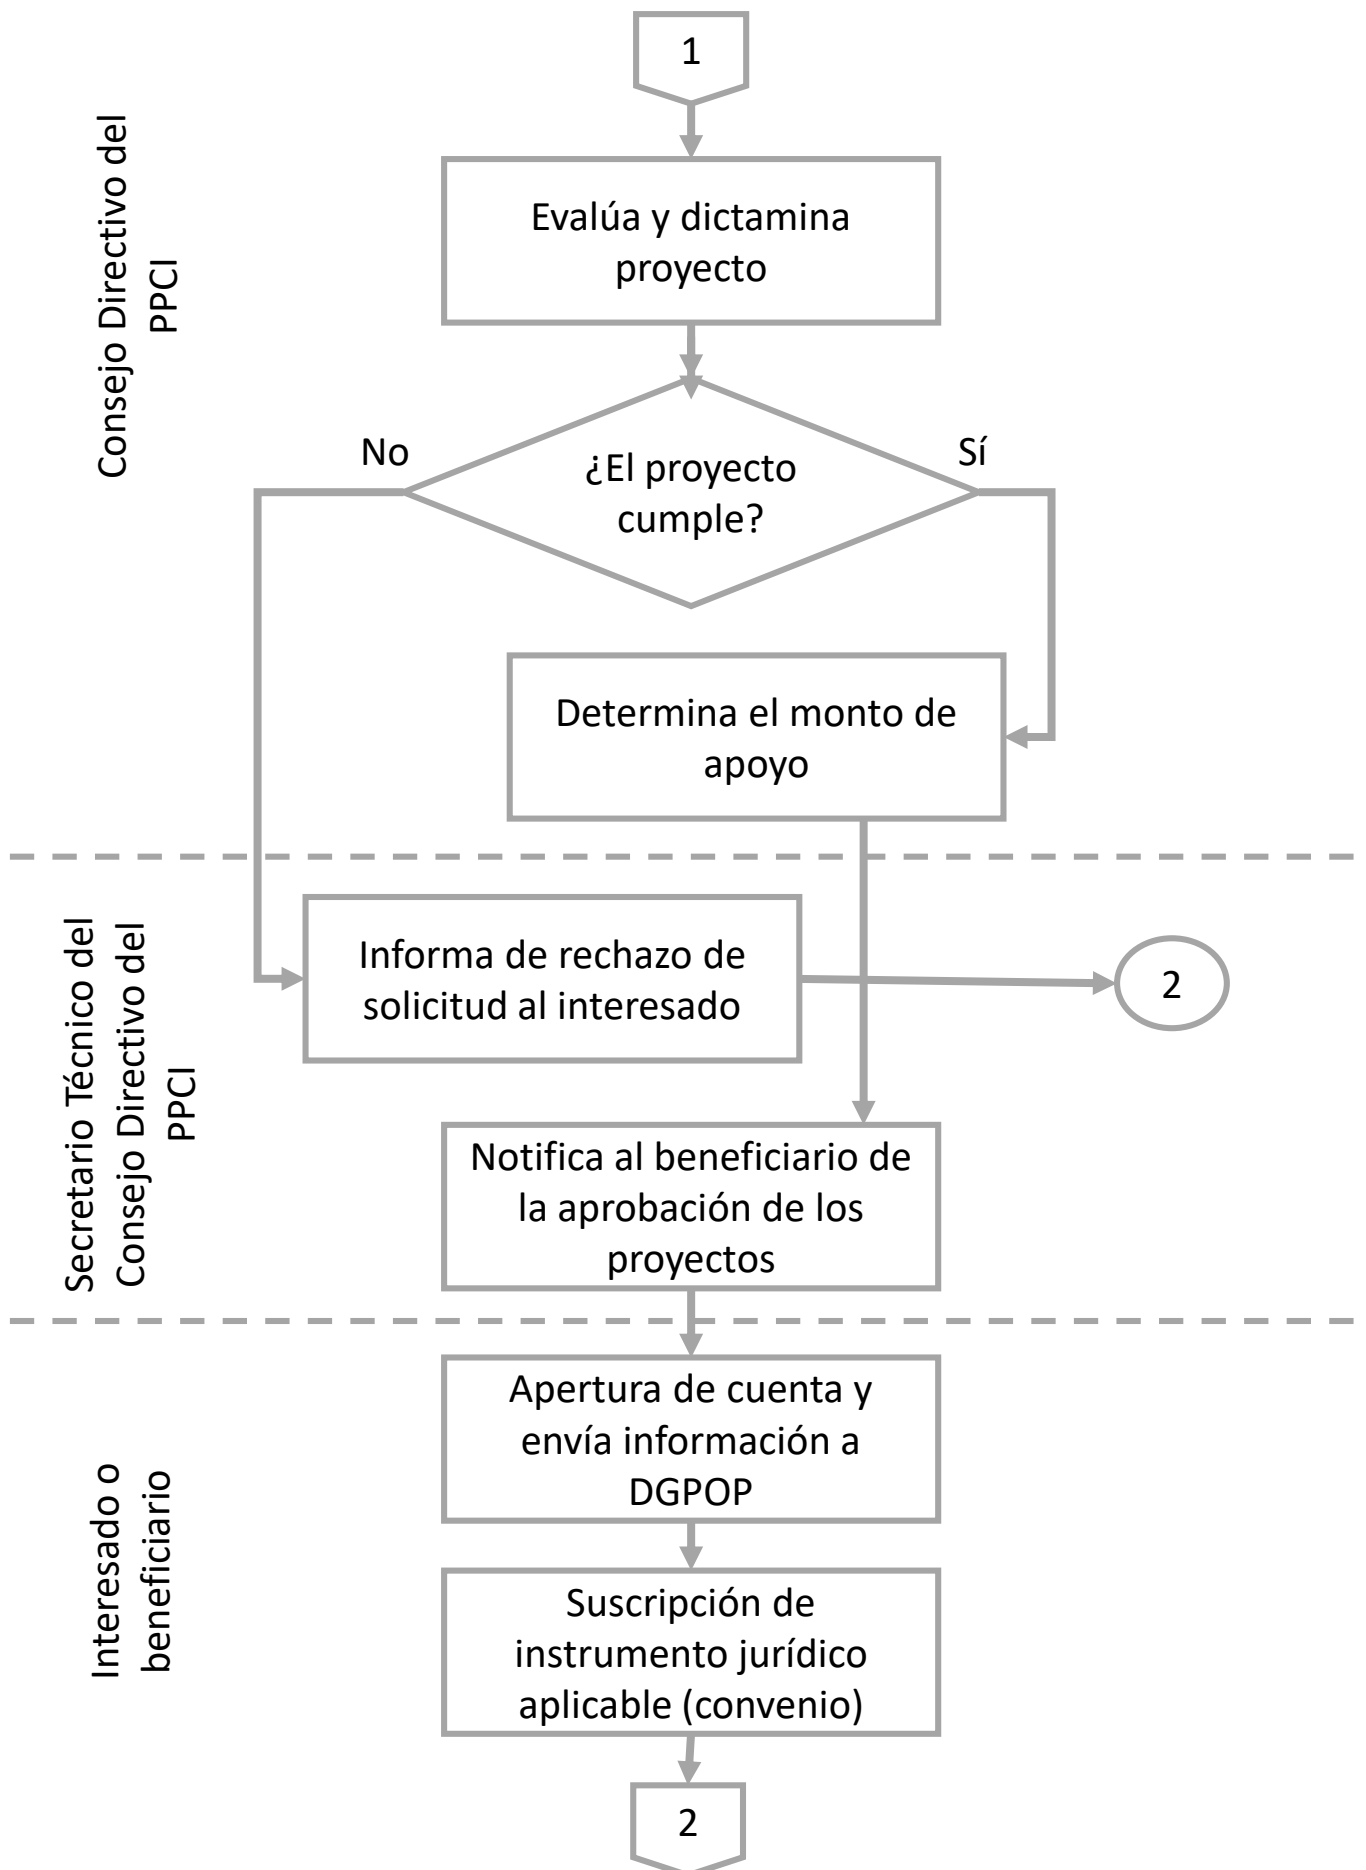 1
Consejo Directivo del
PPCI
Evalúa y dictamina
proyecto
No
Sí
¿El proyecto
cumple?
Determina el monto de
apoyo
Secretario Técnico del
Consejo Directivo del
PPCI
Informa de rechazo de
solicitud al interesado
2
Notifica al beneficiario de
la aprobación de los
proyectos
Interesado o
beneficiario
Apertura de cuenta y
envía información a
DGPOP
Suscripción de
instrumento jurídico
aplicable (convenio)
2